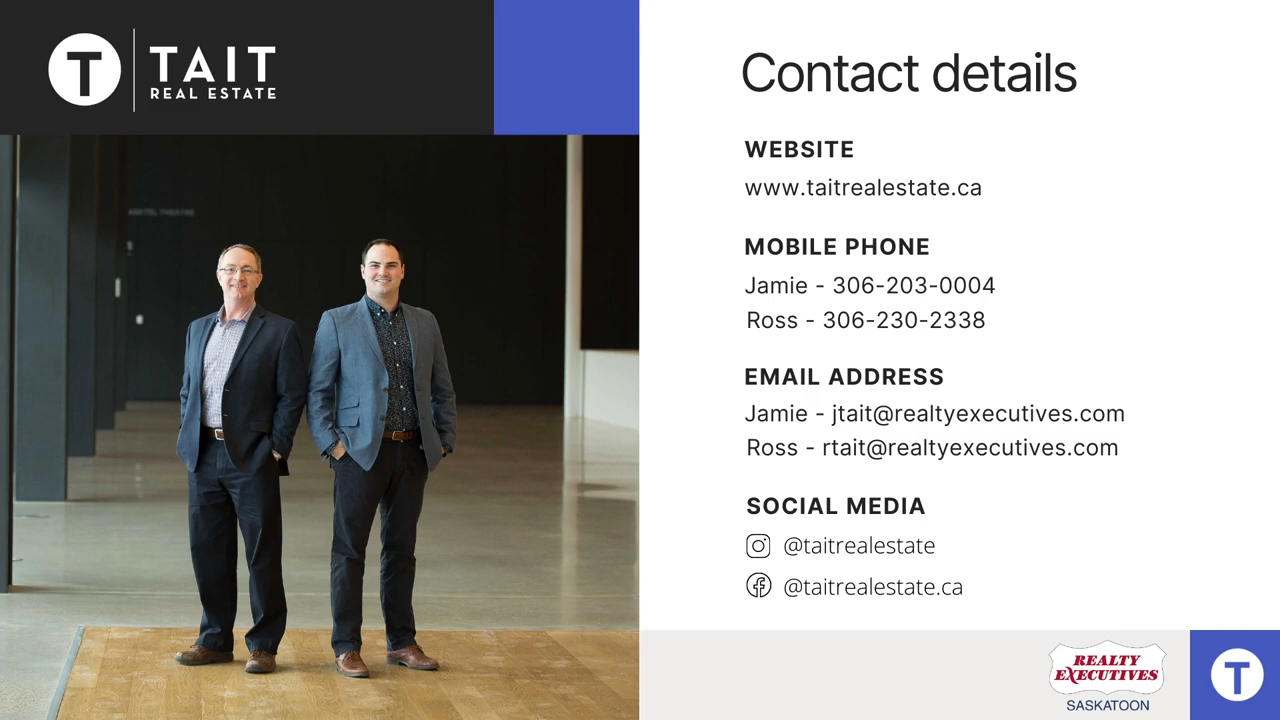 T
TAIT
REAL ESTATE
Contact details
WEBSITE
www.taitrealestate.ca
MOBILE PHONE
Jamie - 306-203-0004
Ross - 306-230-2338
EMAIL ADDRESS
Jamie - jtait@realtyexecutives.com
Ross - rtait@realtyexecutives.com
SOCIAL MEDIA
@taitrealestate
@taitrealestate.ca
REALTY
EXECUTIVES
SASKATOON
T